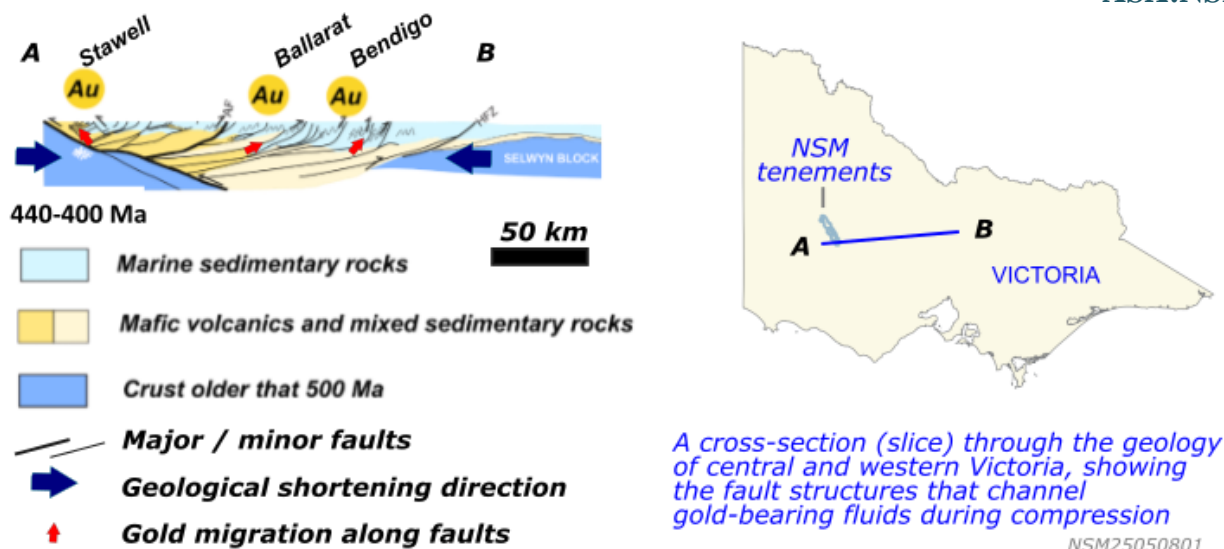 A
Stawell
Ballarat
Bendigo
B
Au
Au
Au
AF
HFZ
SELWYN BLOCK
440-400 Ma
50 km
Marine sedimentary rocks
Mafic volcanics and mixed sedimentary rocks
Crust older that 500 Ma
Major / minor faults
Geological shortening direction
Gold migration along faults
NSM
tenements
A
B
VICTORIA
A cross-section (slice) through the geology
of central and western Victoria, showing
the fault structures that channel
gold-bearing fluids during compression
NSM25050801